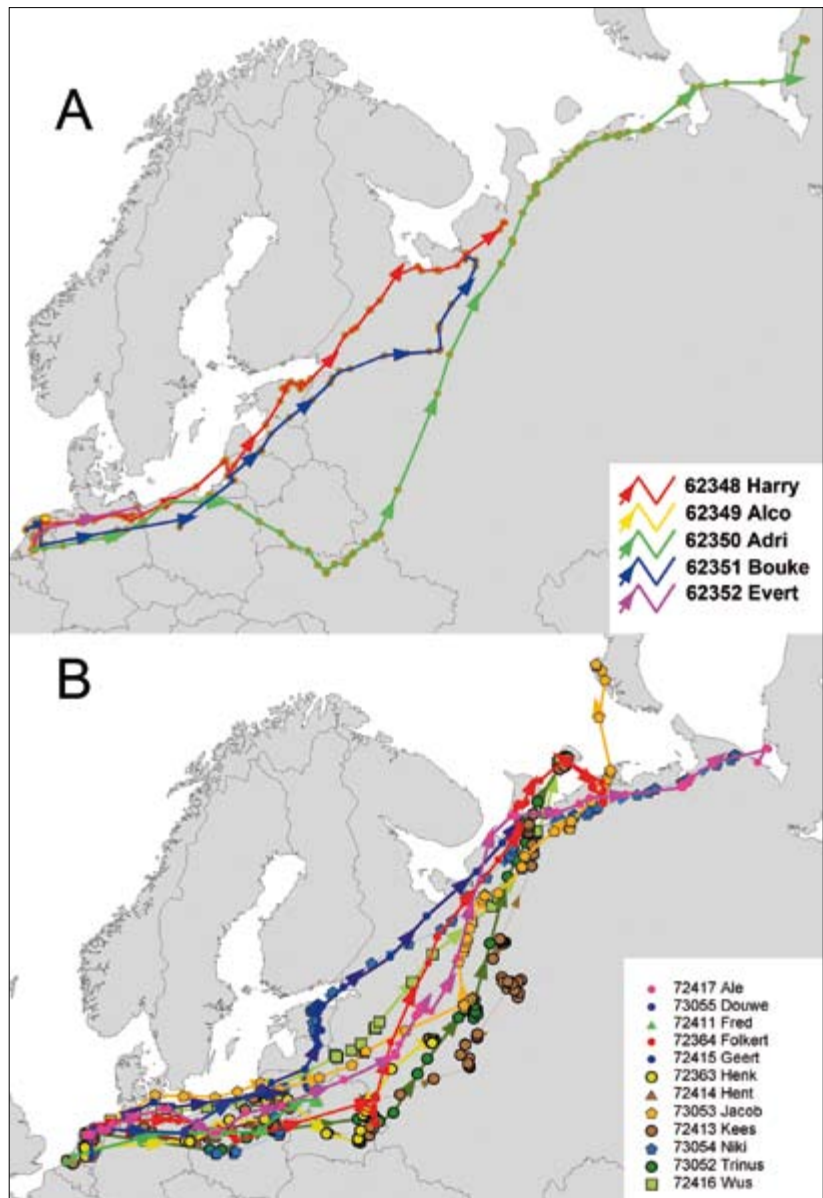 A
62348 Harry
62349 Alco
62350 Adri
62351 Bouke
62352 Evert
B
72417 Ale
73055 Douwe
72411 Fred
72364 Folkert
72415 Geert
72363 Henk
72414 Hent
73053 Jacob
72413 Kees
73054 Niki
73052 Trinus
72416 Wus